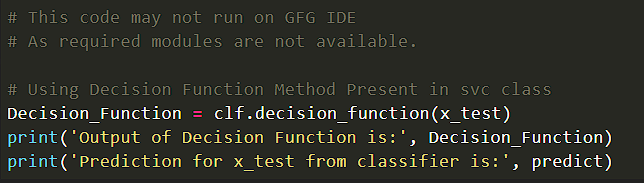 # This code may not run on GFG IDE
# As required modules are not available.
# Using Decision Function Method Present in svc class
Decision_Function = clf.decision_function(x_test)
print('Output of Decision Function is:', Decision_Function)
print('Prediction for x_test from classifier is:', predict)